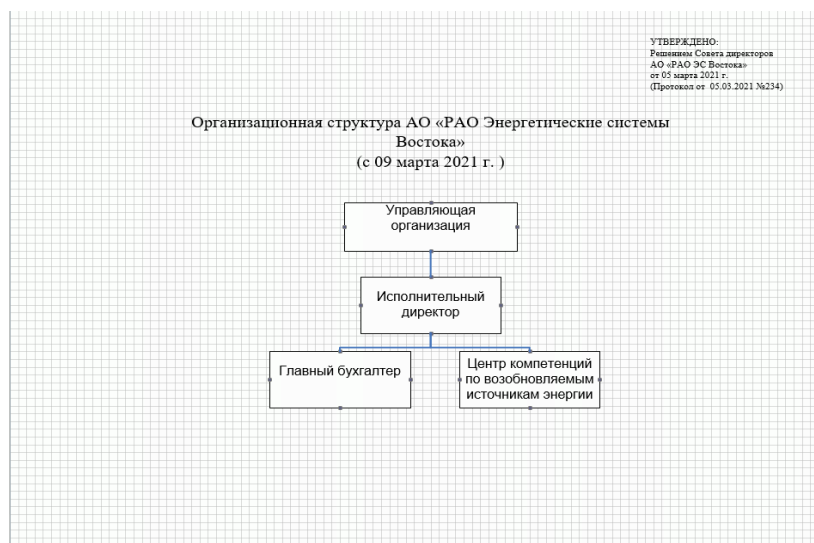 УТВЕРЖДЕНО:
Решением Совета директоров
АО «РАО ЭС Востока»
от 05 марта 2021 г.
(Протокол от 05.03.2021 №234)
Организационная структура АО «РАО Энергетические системы
Востока»
(с 09 марта 2021 г. )
Управляющая
организация
Исполнительный
директор
Главный бухгалтер
Центр компетенций
по возобновляемым
источникам энергии